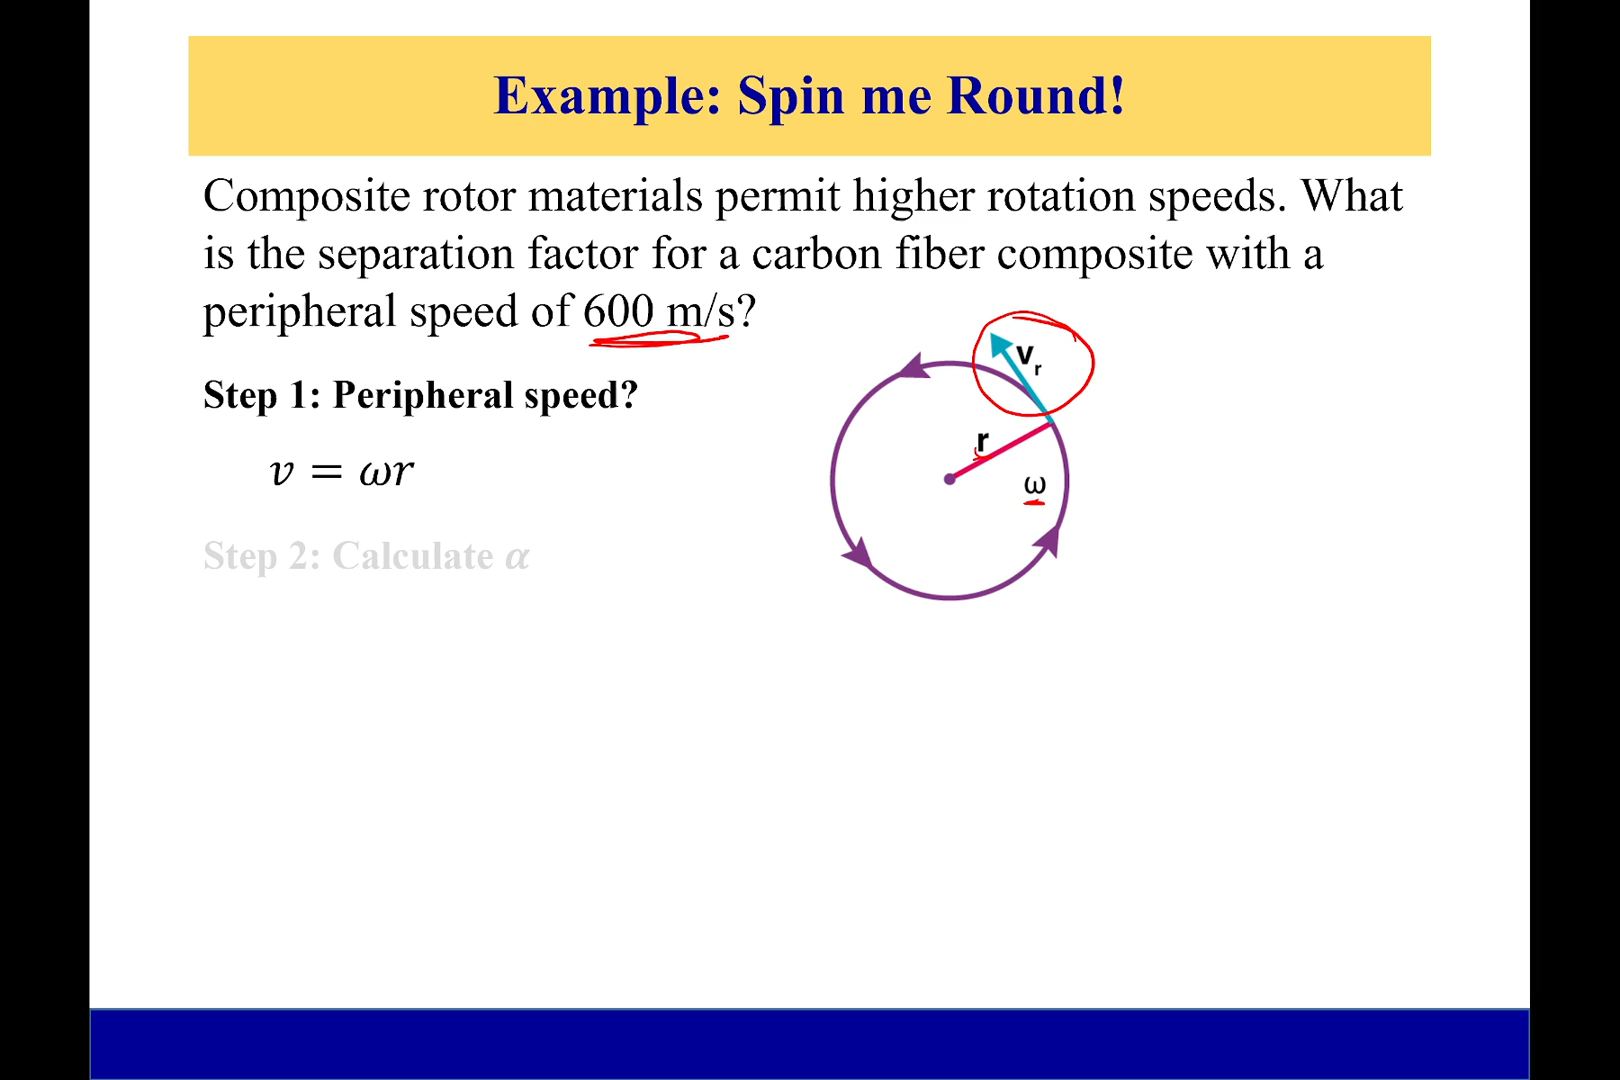 Example: Spin me Round!
Composite rotor materials permit higher rotation speeds. What
is the separation factor for a carbon fiber composite with a
peripheral speed of 600 m/s?
Step 1: Peripheral speed?
v = ωr
Step 2: Calculate α
vᵣ
r
ω